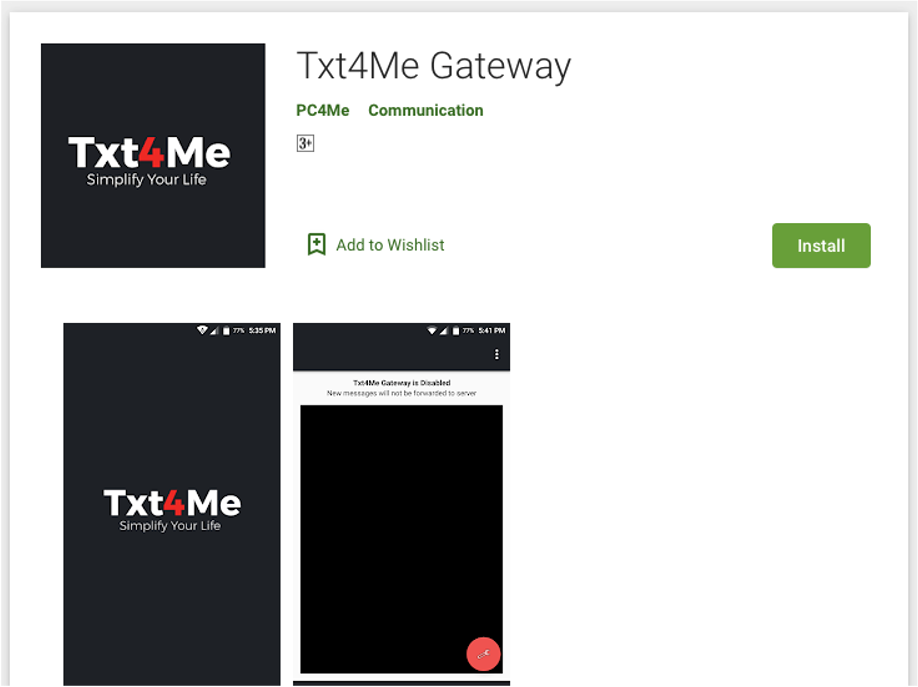 Txt4Me
Simplify Your Life
Txt4Me Gateway
PC4Me Communication
3+
Add to Wishlist
Install
77% 5:35 PM
Txt4Me
Simplify Your Life
77% 5:41 PM
Txt4Me Gateway is Disabled
New messages will not be forwarded to server